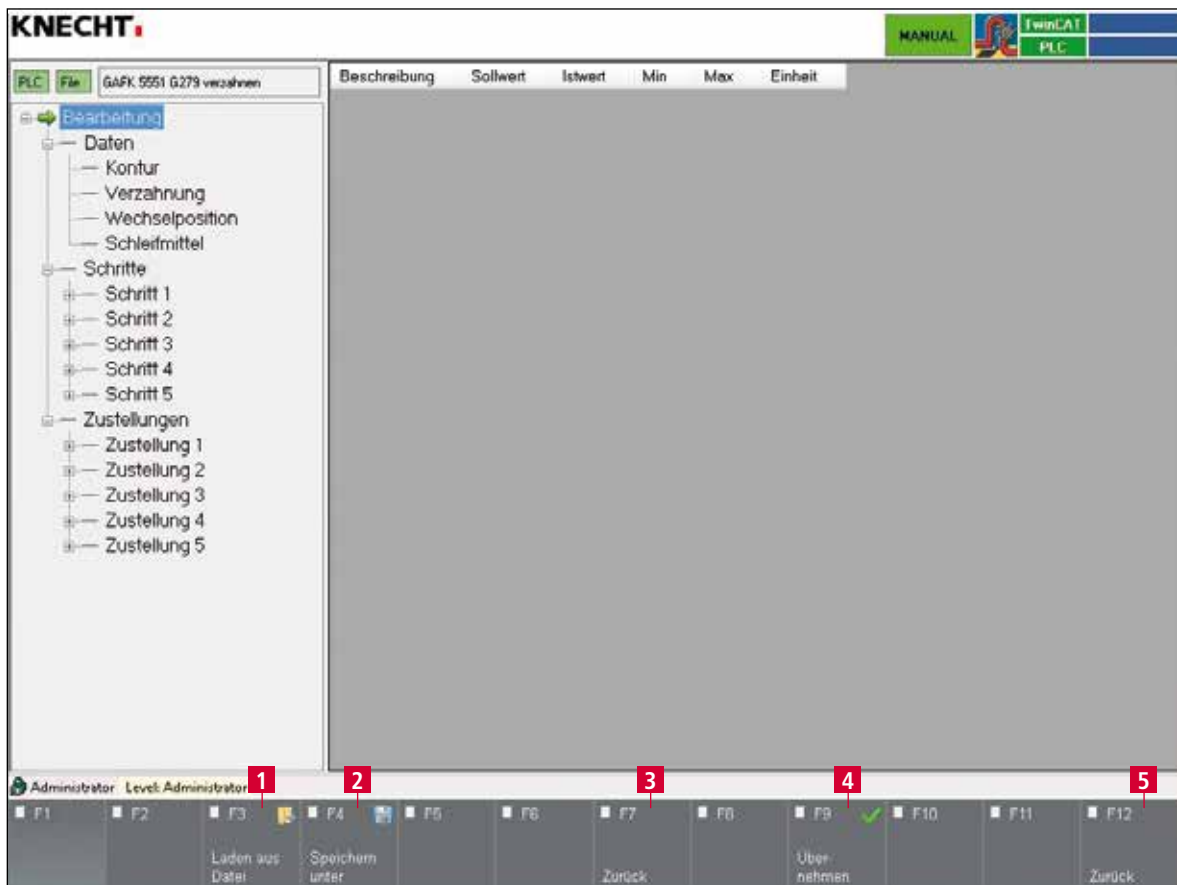 KNECHT
MANUAL
TwinCAT
PLC
PLC File GAFK 5551 G279 verzahnen
Beschreibung Sollwert Istwert Min Max Einheit
Bearbeitung
Daten
Kontur
Verzahnung
Wechselposition
Schleifmittel
Schritte
Schritt 1
Schritt 2
Schritt 3
Schritt 4
Schritt 5
Zustellungen
Zustellung 1
Zustellung 2
Zustellung 3
Zustellung 4
Zustellung 5
Administrator Level: Administrator
1 2 3 4 5
F1 F2 F3 F4 F5 F6 F7 F8 F9 F10 F11 F12
Laden aus Speichern Über-
Datei unter Zurück nehmen Zurück